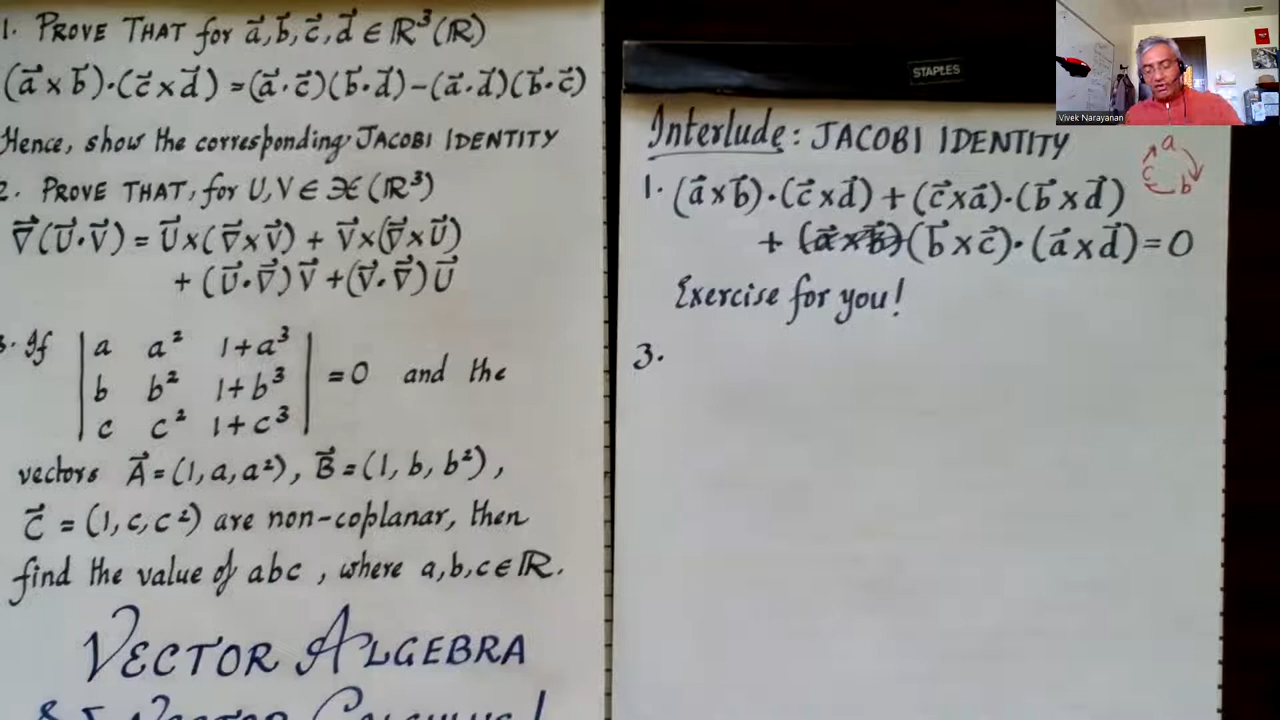 1. PROVE THAT for a⃗, b⃗, c⃗, d⃗ ∈ ℝ³(ℝ)
(a⃗ × b⃗)·(c⃗ × d⃗) = (a⃗·c⃗)(b⃗·d⃗) − (a⃗·d⃗)(b⃗·c⃗)
Hence, show the corresponding JACOBI IDENTITY
2. PROVE THAT, for U, V ∈ 𝔛(ℝ³)
∇⃗(U⃗·V⃗) = U⃗×(∇⃗×V⃗) + V⃗×(∇⃗×U⃗)
+ (U⃗·∇⃗)V⃗ + (V⃗·∇⃗)U⃗
3. If | a a² 1+a³ |
| b b² 1+b³ | = 0 and the
| c c² 1+c³ |
vectors A⃗ = (1, a, a²), B⃗ = (1, b, b²),
C⃗ = (1, c, c²) are non-coplanar, then
find the value of abc, where a,b,c ∈ ℝ.
VECTOR ALGEBRA
STAPLES
Vivek Narayanan
Interlude: JACOBI IDENTITY
a
c b
1. (a⃗×b⃗)·(c⃗×d⃗) + (c⃗×a⃗)·(b⃗×d⃗)
+ (b⃗×c⃗)·(a⃗×d⃗) = 0
Exercise for you!
3.